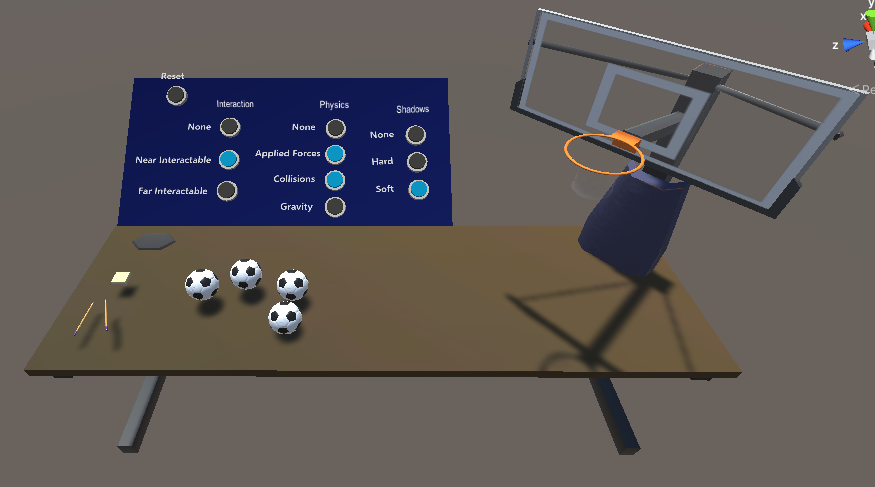 Reset
Interaction
None
Near Interactable
Far Interactable
Physics
None
Applied Forces
Collisions
Gravity
Shadows
None
Hard
Soft
y
x
z